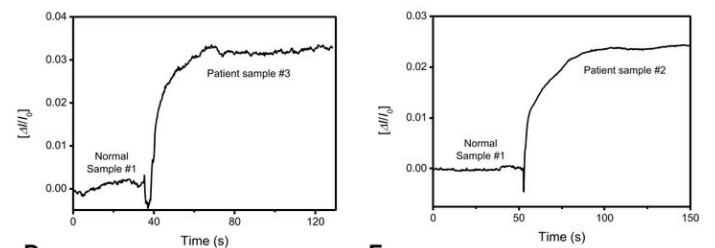 0.04
0.03
0.02
0.01
0.00
[ΔI/I0]
Normal
Sample #1
Patient sample #3
0
40
80
120
Time (s)
0.03
0.02
0.01
0.00
[ΔI/I0]
Normal
Sample #1
Patient sample #2
0
50
100
150
Time (s)